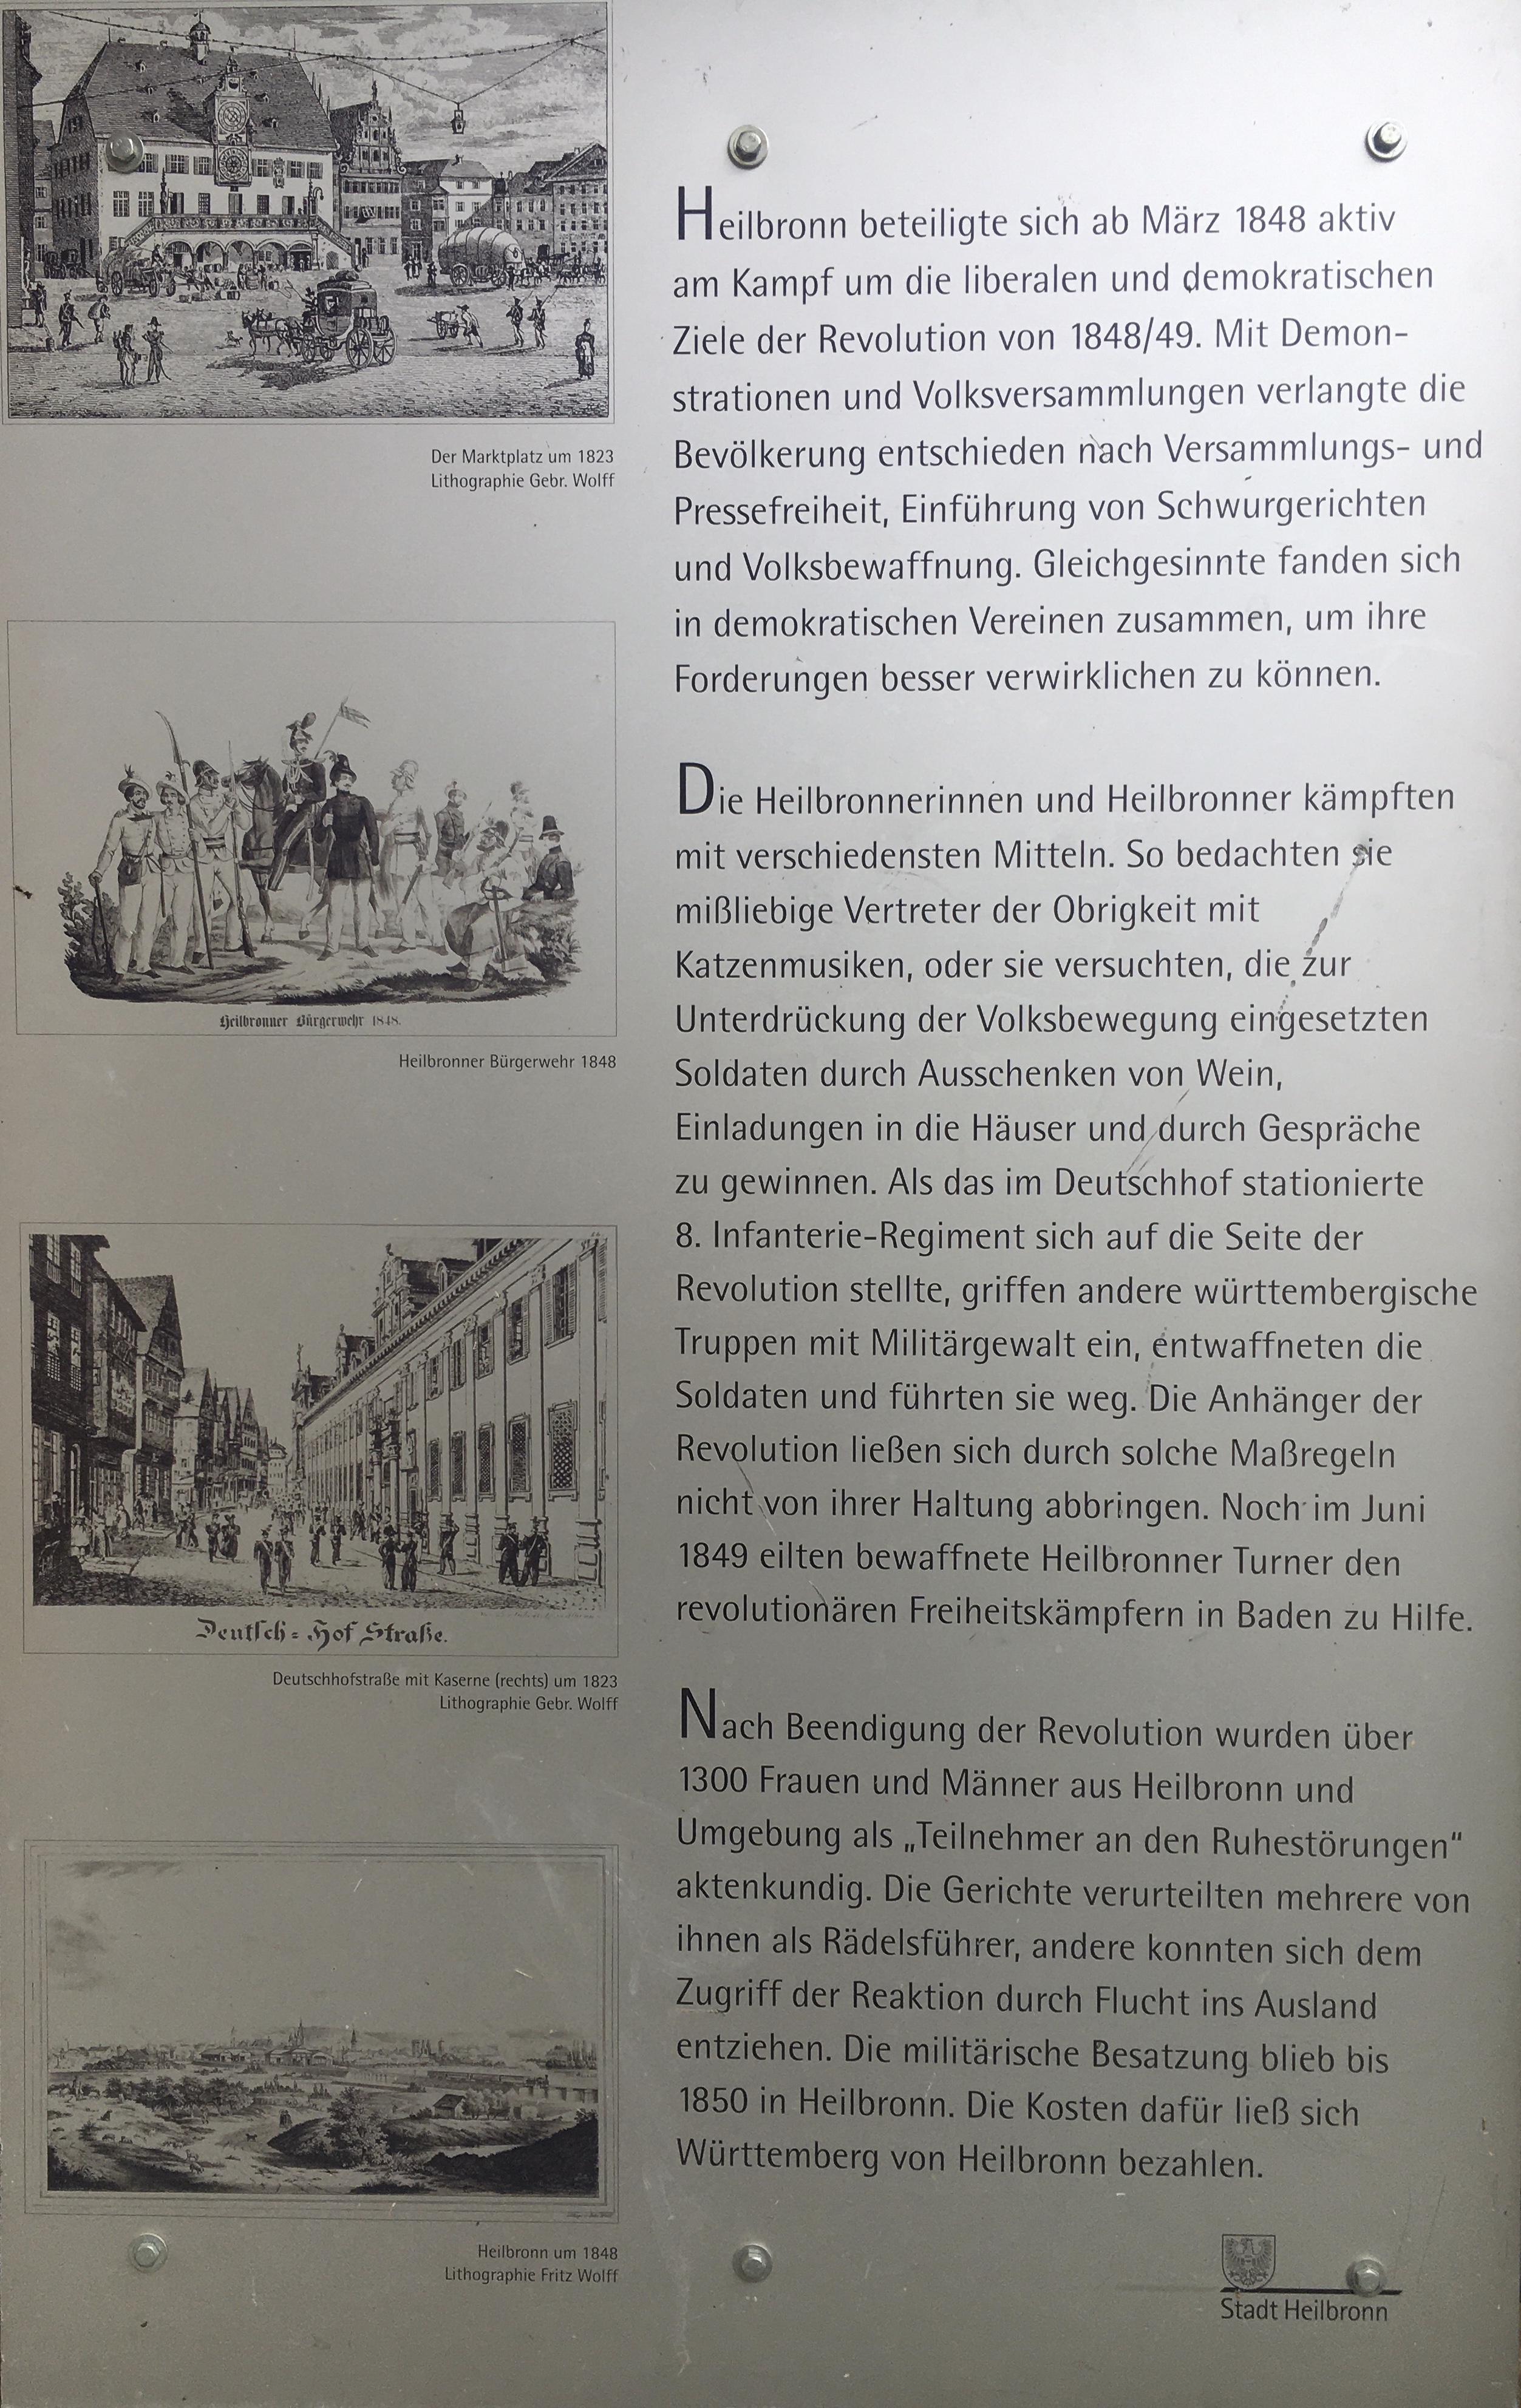 Der Marktplatz um 1823
Lithographie Gebr. Wolff
Heilbronner Bürgerwehr 1848.
Heilbronner Bürgerwehr 1848
Deutsch=Hof Straße.
Deutschhofstraße mit Kaserne (rechts) um 1823
Lithographie Gebr. Wolff
Heilbronn um 1848
Lithographie Fritz Wolff
Heilbronn beteiligte sich ab März 1848 aktiv
am Kampf um die liberalen und demokratischen
Ziele der Revolution von 1848/49. Mit Demon-
strationen und Volksversammlungen verlangte die
Bevölkerung entschieden nach Versammlungs- und
Pressefreiheit, Einführung von Schwurgerichten
und Volksbewaffnung. Gleichgesinnte fanden sich
in demokratischen Vereinen zusammen, um ihre
Forderungen besser verwirklichen zu können.
Die Heilbronnerinnen und Heilbronner kämpften
mit verschiedensten Mitteln. So bedachten sie
mißliebige Vertreter der Obrigkeit mit
Katzenmusiken, oder sie versuchten, die zur
Unterdrückung der Volksbewegung eingesetzten
Soldaten durch Ausschenken von Wein,
Einladungen in die Häuser und durch Gespräche
zu gewinnen. Als das im Deutschhof stationierte
8. Infanterie-Regiment sich auf die Seite der
Revolution stellte, griffen andere württembergische
Truppen mit Militärgewalt ein, entwaffneten die
Soldaten und führten sie weg. Die Anhänger der
Revolution ließen sich durch solche Maßregeln
nicht von ihrer Haltung abbringen. Noch im Juni
1849 eilten bewaffnete Heilbronner Turner den
revolutionären Freiheitskämpfern in Baden zu Hilfe.
Nach Beendigung der Revolution wurden über
1300 Frauen und Männer aus Heilbronn und
Umgebung als „Teilnehmer an den Ruhestörungen"
aktenkundig. Die Gerichte verurteilten mehrere von
ihnen als Rädelsführer, andere konnten sich dem
Zugriff der Reaktion durch Flucht ins Ausland
entziehen. Die militärische Besatzung blieb bis
1850 in Heilbronn. Die Kosten dafür ließ sich
Württemberg von Heilbronn bezahlen.
Stadt Heilbronn